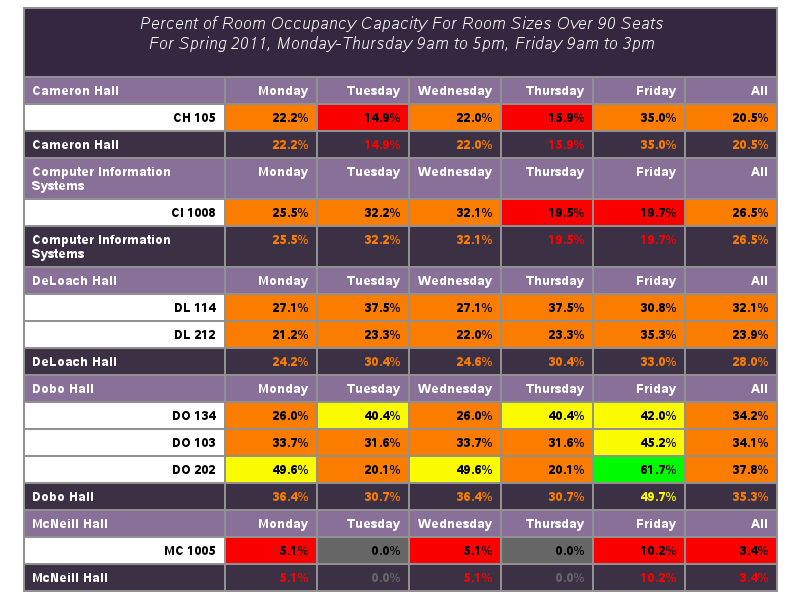 Percent of Room Occupancy Capacity For Room Sizes Over 90 Seats
For Spring 2011, Monday-Thursday 9am to 5pm, Friday 9am to 3pm
Cameron Hall Monday Tuesday Wednesday Thursday Friday All
CH 105 22.2% 14.9% 22.0% 15.9% 35.0% 20.5%
Cameron Hall 22.2% 14.9% 22.0% 15.9% 35.0% 20.5%
Computer Information Monday Tuesday Wednesday Thursday Friday All
Systems
CI 1008 25.5% 32.2% 32.1% 19.5% 19.7% 26.5%
Computer Information 25.5% 32.2% 32.1% 19.5% 19.7% 26.5%
Systems
DeLoach Hall Monday Tuesday Wednesday Thursday Friday All
DL 114 27.1% 37.5% 27.1% 37.5% 30.8% 32.1%
DL 212 21.2% 23.3% 22.0% 23.3% 35.3% 23.9%
DeLoach Hall 24.2% 30.4% 24.6% 30.4% 33.0% 28.0%
Dobo Hall Monday Tuesday Wednesday Thursday Friday All
DO 134 26.0% 40.4% 26.0% 40.4% 42.0% 34.2%
DO 103 33.7% 31.6% 33.7% 31.6% 45.2% 34.1%
DO 202 49.6% 20.1% 49.6% 20.1% 61.7% 37.8%
Dobo Hall 36.4% 30.7% 36.4% 30.7% 49.7% 35.3%
McNeill Hall Monday Tuesday Wednesday Thursday Friday All
MC 1005 5.1% 0.0% 5.1% 0.0% 10.2% 3.4%
McNeill Hall 5.1% 0.0% 5.1% 0.0% 10.2% 3.4%